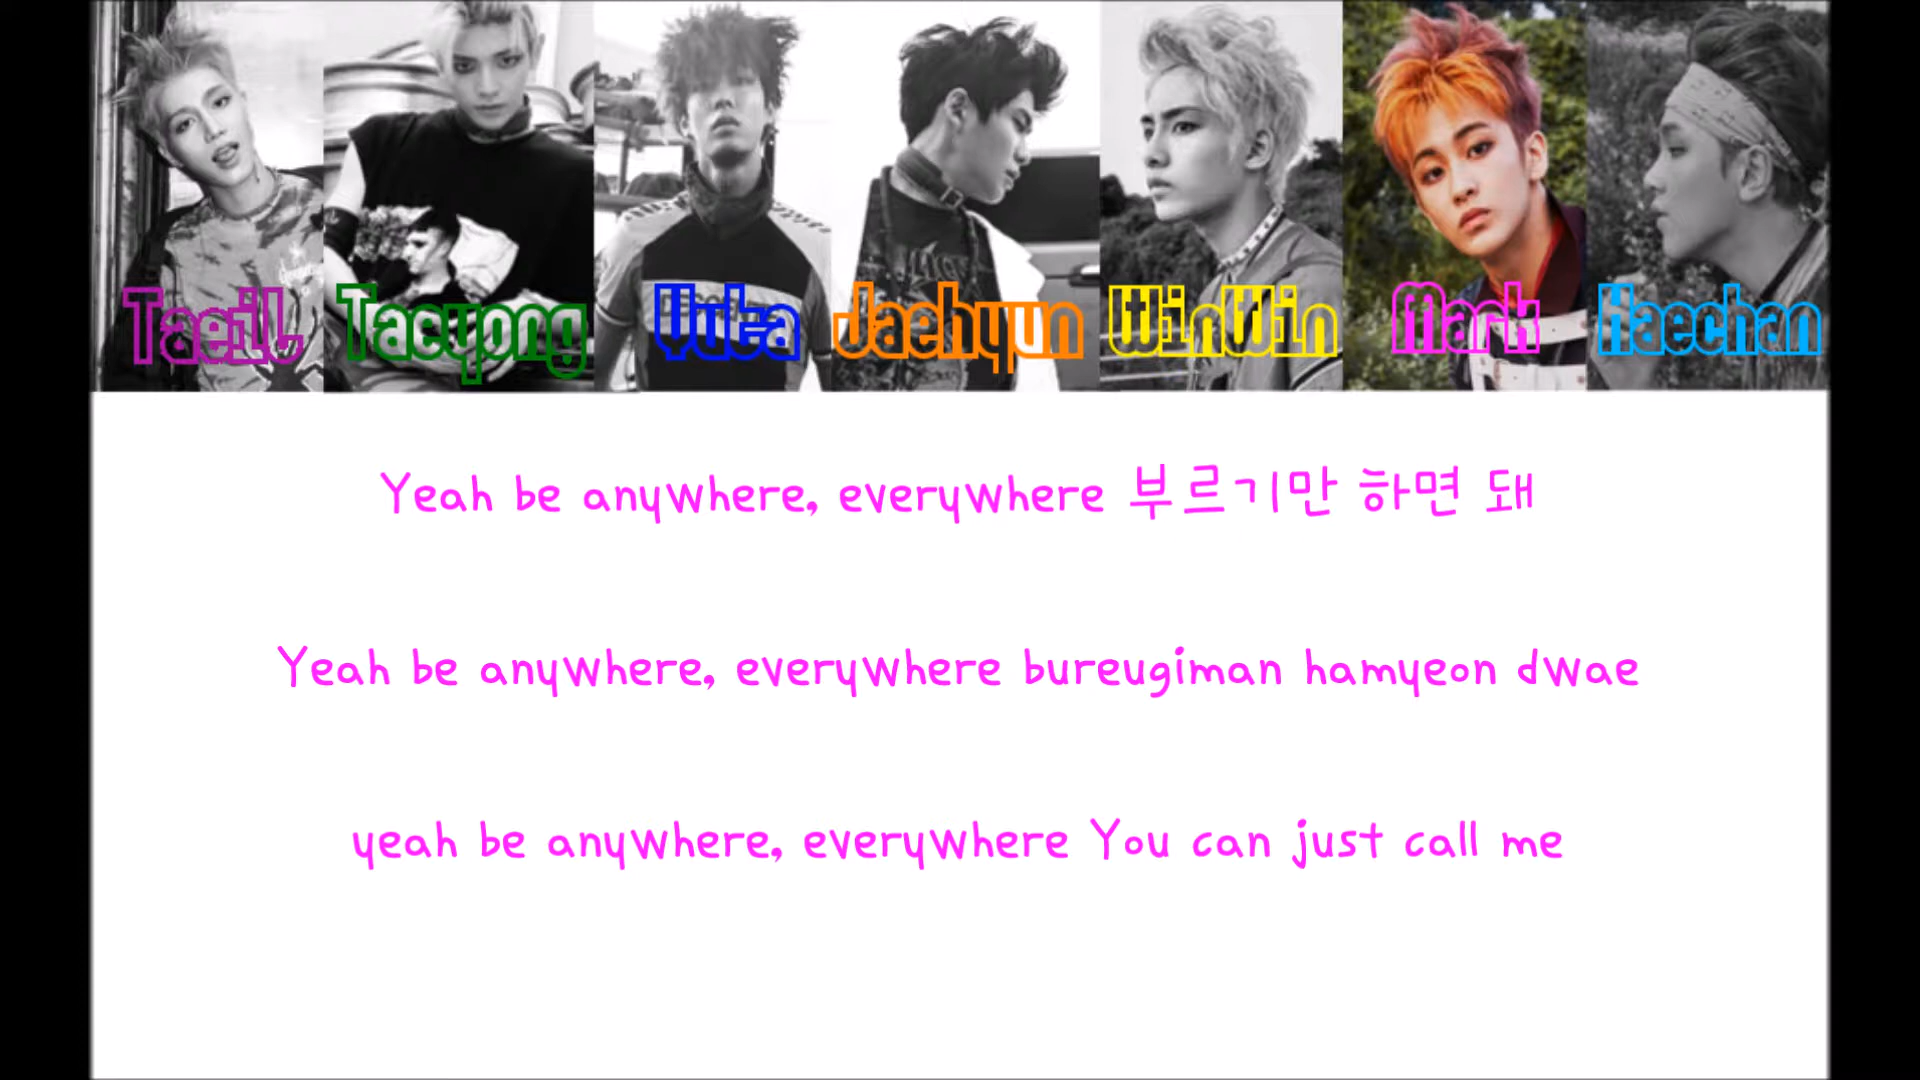 Taeil Taeyong Yuta Jaehyun WinWin Mark Haechan
Yeah be anywhere, everywhere 부르기만 하면 돼
Yeah be anywhere, everywhere bureugiman hamyeon dwae
yeah be anywhere, everywhere You can just call me